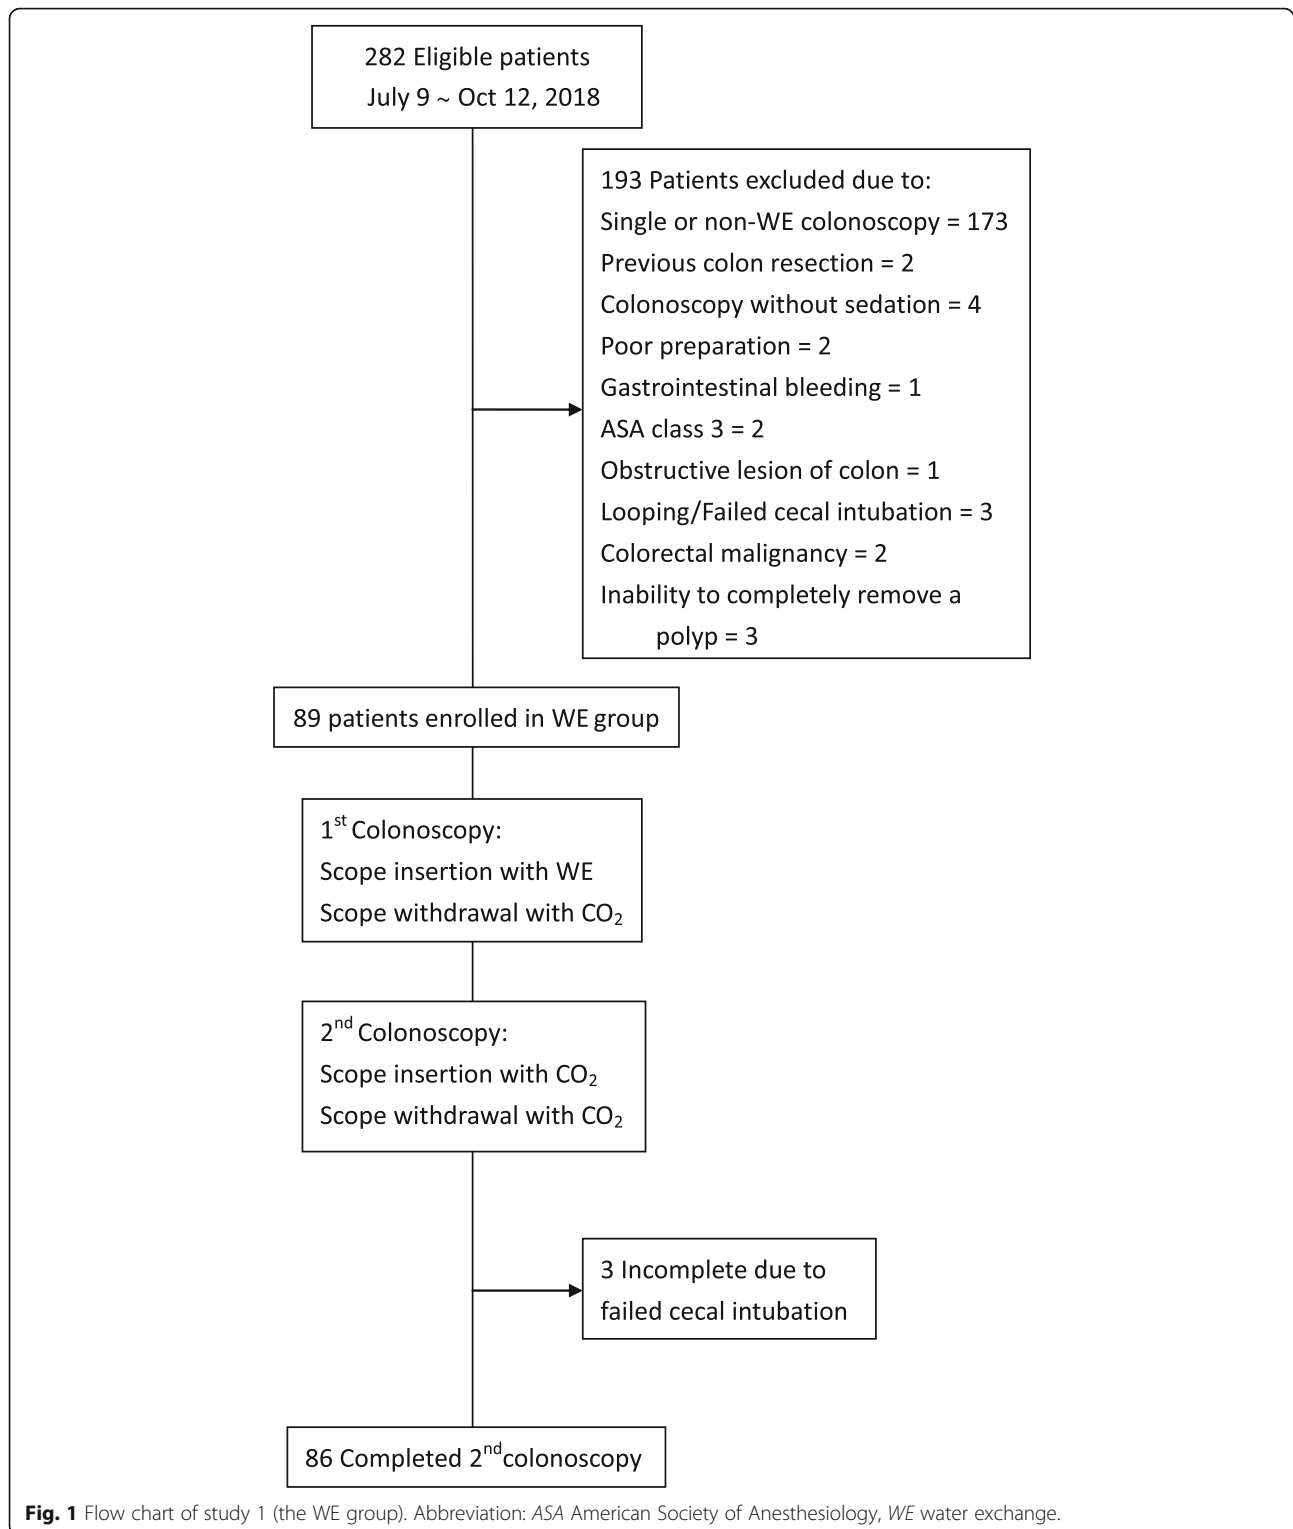 282 Eligible patients
July 9 ~ Oct 12, 2018
193 Patients excluded due to:
Single or non-WE colonoscopy = 173
Previous colon resection = 2
Colonoscopy without sedation = 4
Poor preparation = 2
Gastrointestinal bleeding = 1
ASA class 3 = 2
Obstructive lesion of colon = 1
Looping/Failed cecal intubation = 3
Colorectal malignancy = 2
Inability to completely remove a
polyp = 3
89 patients enrolled in WE group
1st Colonoscopy:
Scope insertion with WE
Scope withdrawal with CO₂
2nd Colonoscopy:
Scope insertion with CO₂
Scope withdrawal with CO₂
3 Incomplete due to
failed cecal intubation
86 Completed 2nd colonoscopy
Fig. 1 Flow chart of study 1 (the WE group). Abbreviation: ASA American Society of Anesthesiology, WE water exchange.